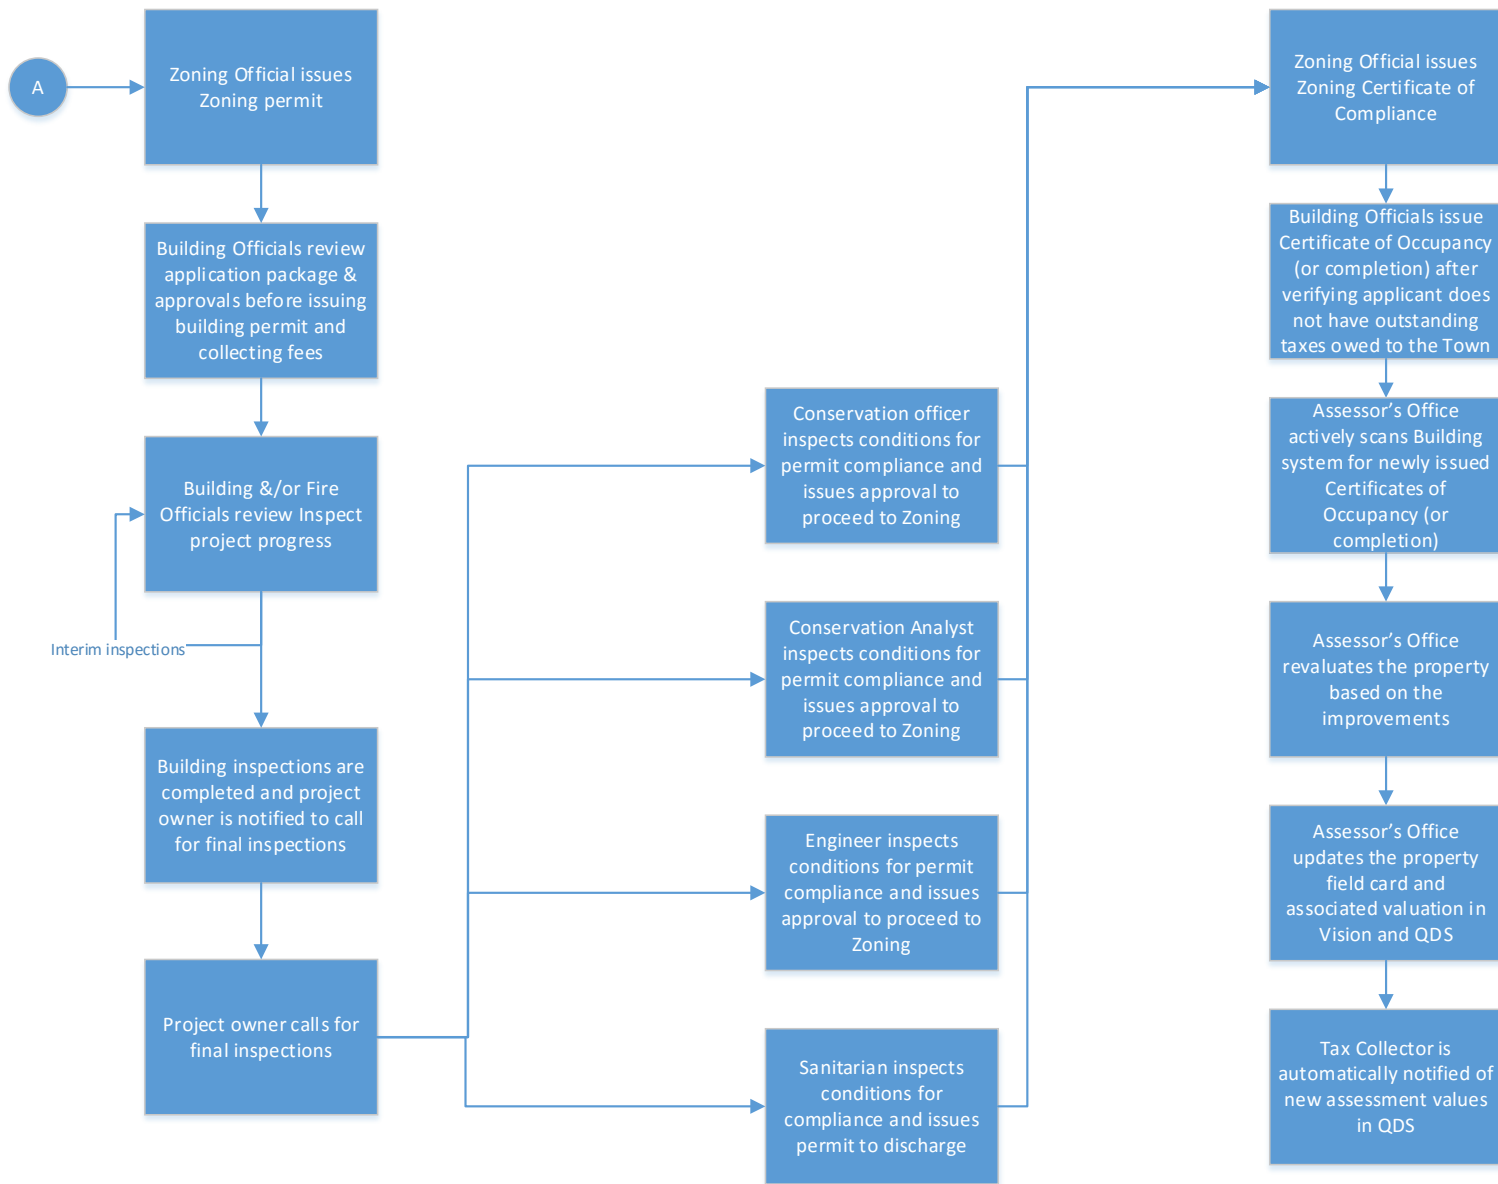 A
Zoning Official issues
Zoning permit
Building Officials review
application package &
approvals before issuing
building permit and
collecting fees
Building &/or Fire
Officials review Inspect
project progress
Interim inspections
Building inspections are
completed and project
owner is notified to call
for final inspections
Project owner calls for
final inspections
Conservation officer
inspects conditions for
permit compliance and
issues approval to
proceed to Zoning
Conservation Analyst
inspects conditions for
permit compliance and
issues approval to
proceed to Zoning
Engineer inspects
conditions for permit
compliance and issues
approval to proceed to
Zoning
Sanitarian inspects
conditions for
compliance and issues
permit to discharge
Zoning Official issues
Zoning Certificate of
Compliance
Building Officials issue
Certificate of Occupancy
(or completion) after
verifying applicant does
not have outstanding
taxes owed to the Town
Assessor’s Office
actively scans Building
system for newly issued
Certificates of
Occupancy (or
completion)
Assessor’s Office
revaluates the property
based on the
improvements
Assessor’s Office
updates the property
field card and
associated valuation in
Vision and QDS
Tax Collector is
automatically notified of
new assessment values
in QDS